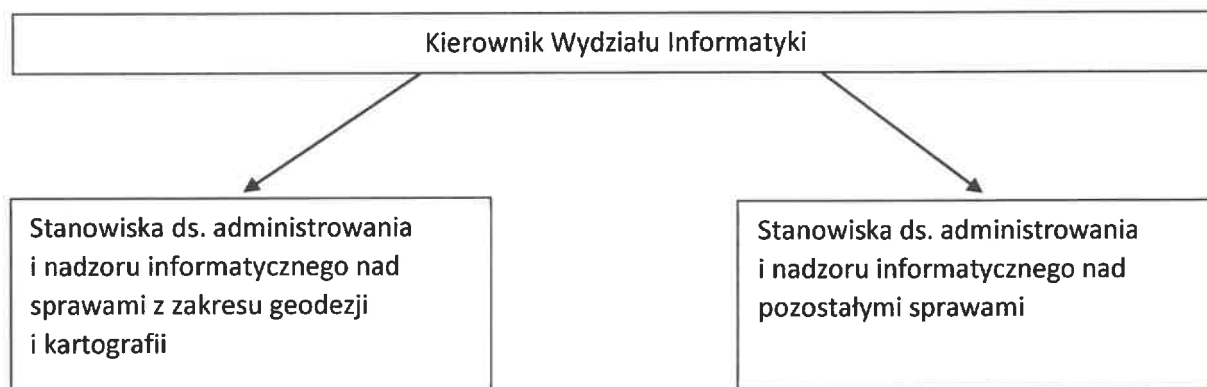 Kierownik Wydziału Informatyki
Stanowiska ds. administrowania
i nadzoru informatycznego nad
sprawami z zakresu geodezji
i kartografii
Stanowiska ds. administrowania
i nadzoru informatycznego nad
pozostałymi sprawami